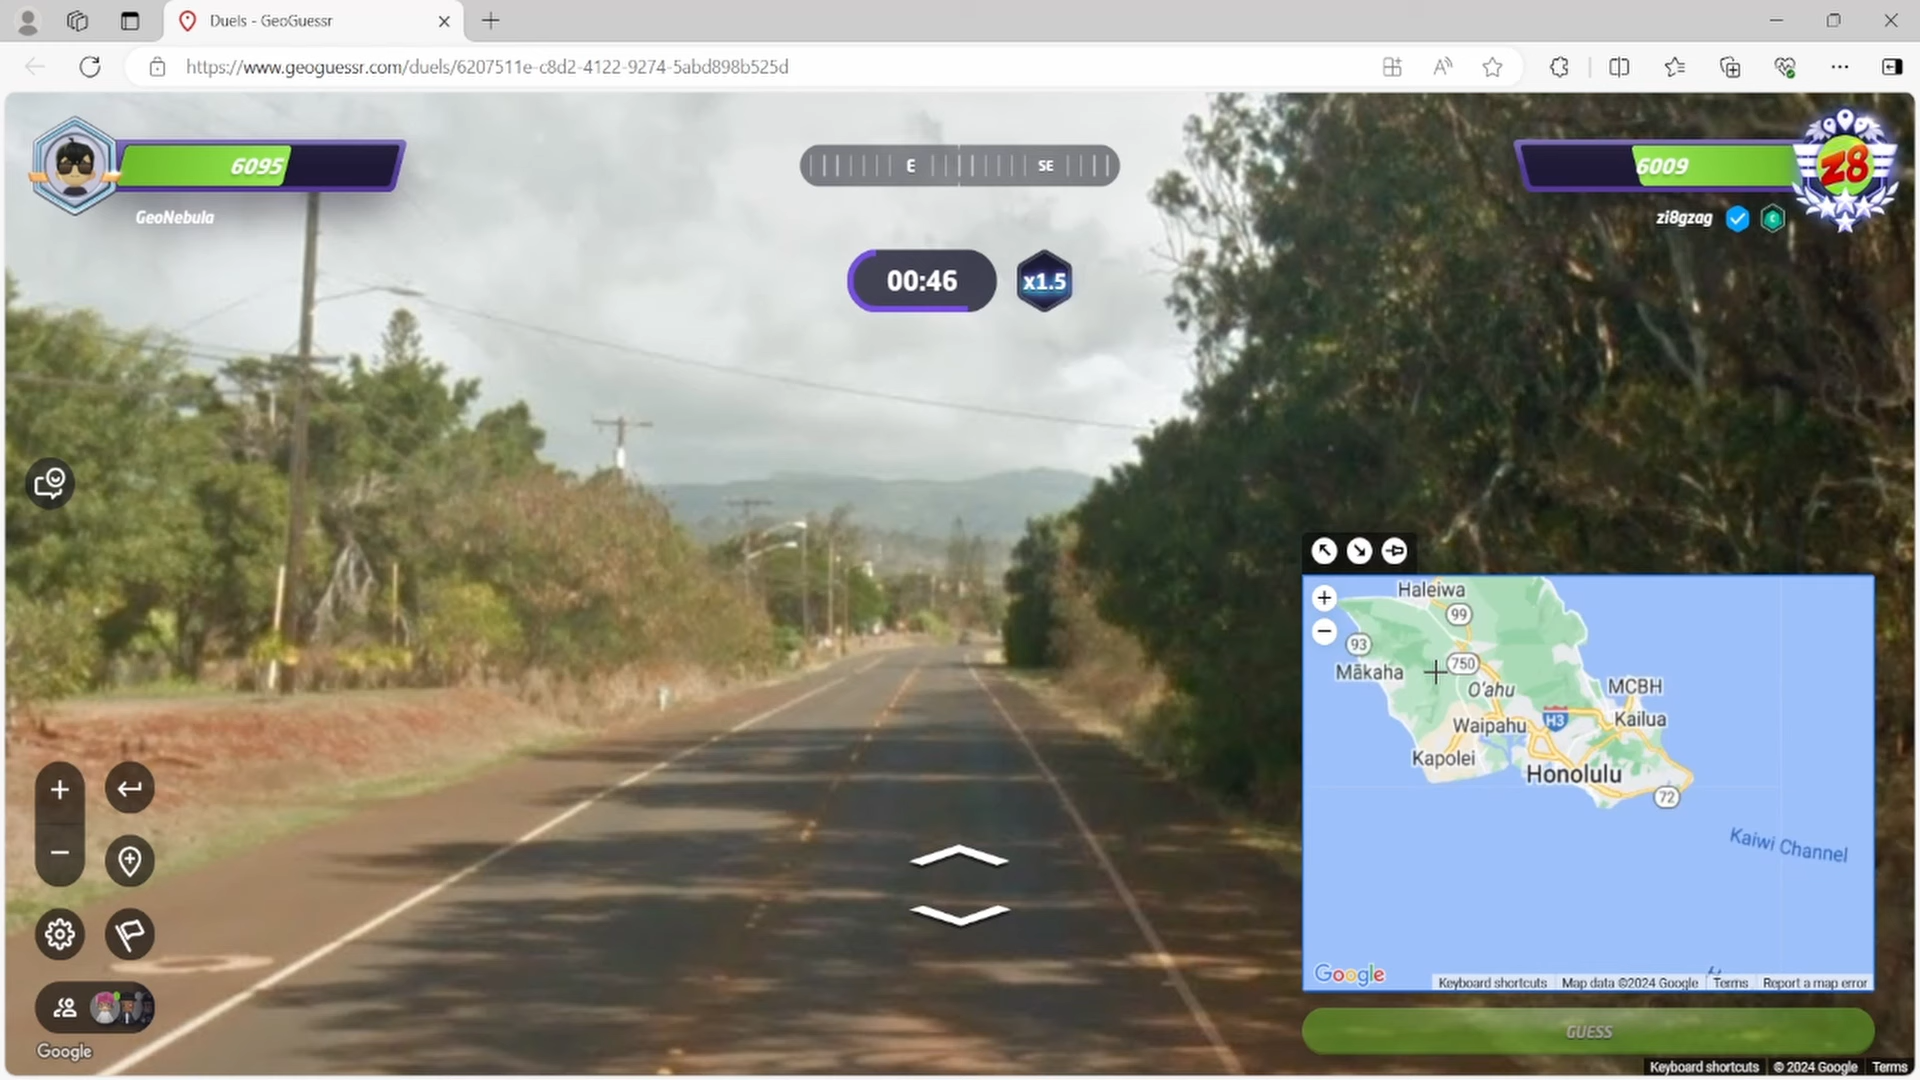 Duels - GeoGuessr
https://www.geoguessr.com/duels/6207511e-c8d2-4122-9274-5abd898b525d
6095
GeoNebula
E SE
00:46
x1.5
6009
Z8
zi8gzag
Haleiwa
99
93
Mākaha
750
O'ahu
MCBH
Waipahu
H3
Kailua
Kapolei
Honolulu
72
Kaiwi Channel
Google
Keyboard shortcuts
Map data ©2024 Google
Terms
Report a map error
GUESS
Google
Keyboard shortcuts
© 2024 Google
Terms